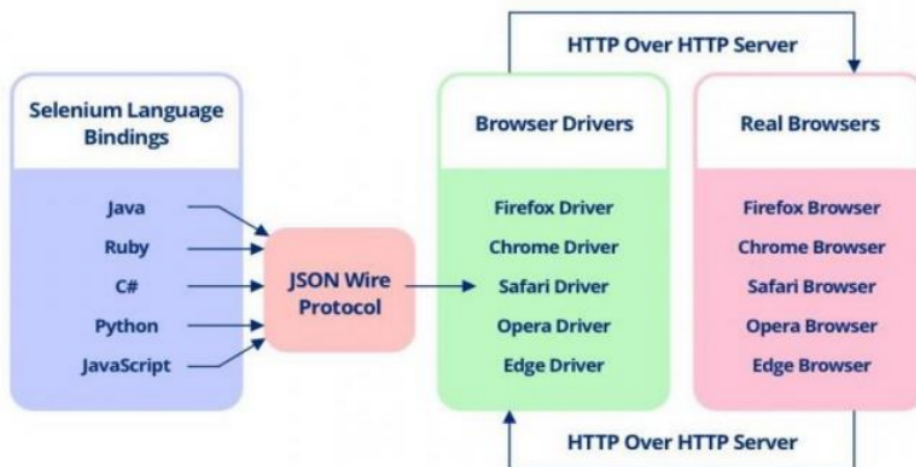 HTTP Over HTTP Server
Selenium Language
Bindings
Java
Ruby
C#
Python
JavaScript
JSON Wire
Protocol
Browser Drivers
Firefox Driver
Chrome Driver
Safari Driver
Opera Driver
Edge Driver
Real Browsers
Firefox Browser
Chrome Browser
Safari Browser
Opera Browser
Edge Browser
HTTP Over HTTP Server